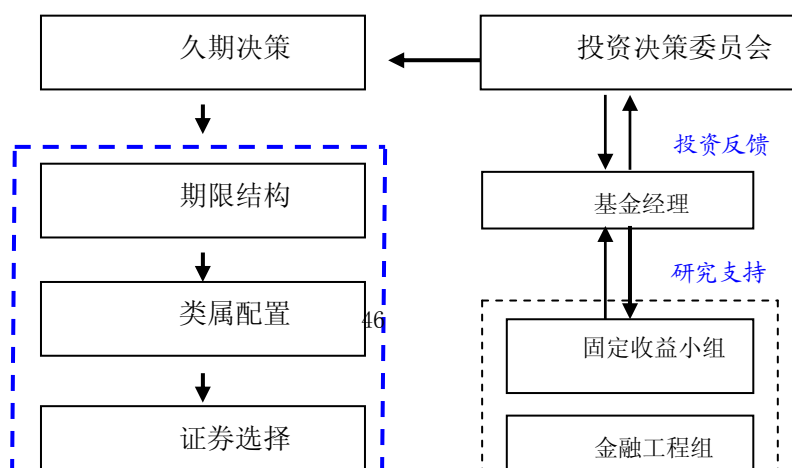 久期决策
投资决策委员会
投资反馈
期限结构
基金经理
研究支持
类属配置
46
固定收益小组
证券选择
金融工程组